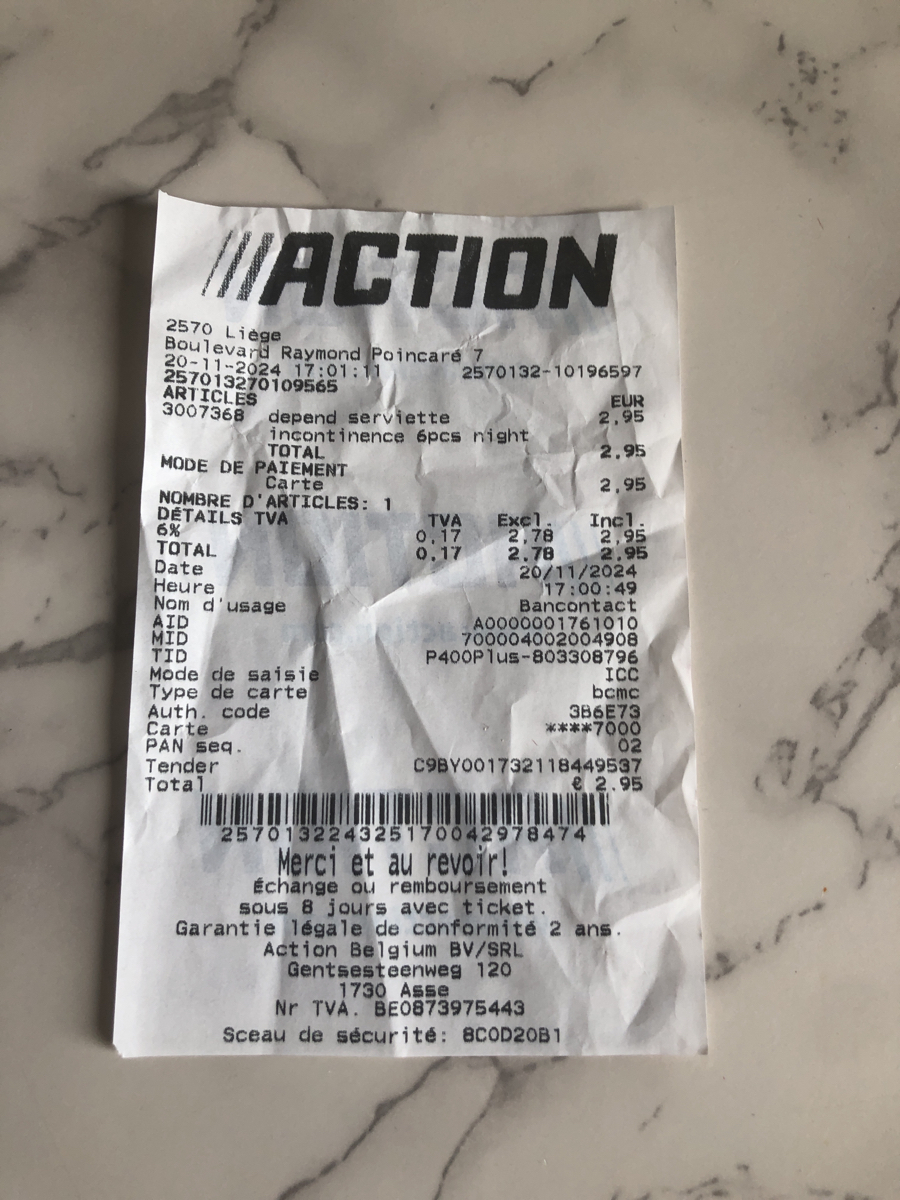 ACTION
2570 Liège
Boulevard Raymond Poincaré 7
20-11-2024 17:01:11 2570132-10196597
257013270109565
ARTICLES EUR
3007368 depend serviette 2,95
incontinence 6pcs night
TOTAL 2,95
MODE DE PAIEMENT
Carte 2,95
NOMBRE D'ARTICLES: 1
DÉTAILS TVA TVA Excl. Incl.
6% 0,17 2,78 2,95
TOTAL 0,17 2,78 2,95
Date 20/11/2024
Heure 17:00:49
Nom d'usage Bancontact
AID A0000001761010
MID 700004002004908
TID P400Plus-803308796
Mode de saisie ICC
Type de carte bcmc
Auth. code 3B6E73
Carte ****7000
PAN seq. 02
Tender C9BY001732118449537
Total € 2,95
257013224325170042978474
Merci et au revoir!
Échange ou remboursement
sous 8 jours avec ticket.
Garantie légale de conformité 2 ans.
Action Belgium BV/SRL
Gentsesteenweg 120
1730 Asse
Nr TVA. BE0873975443
Sceau de sécurité: 8C0D20B1